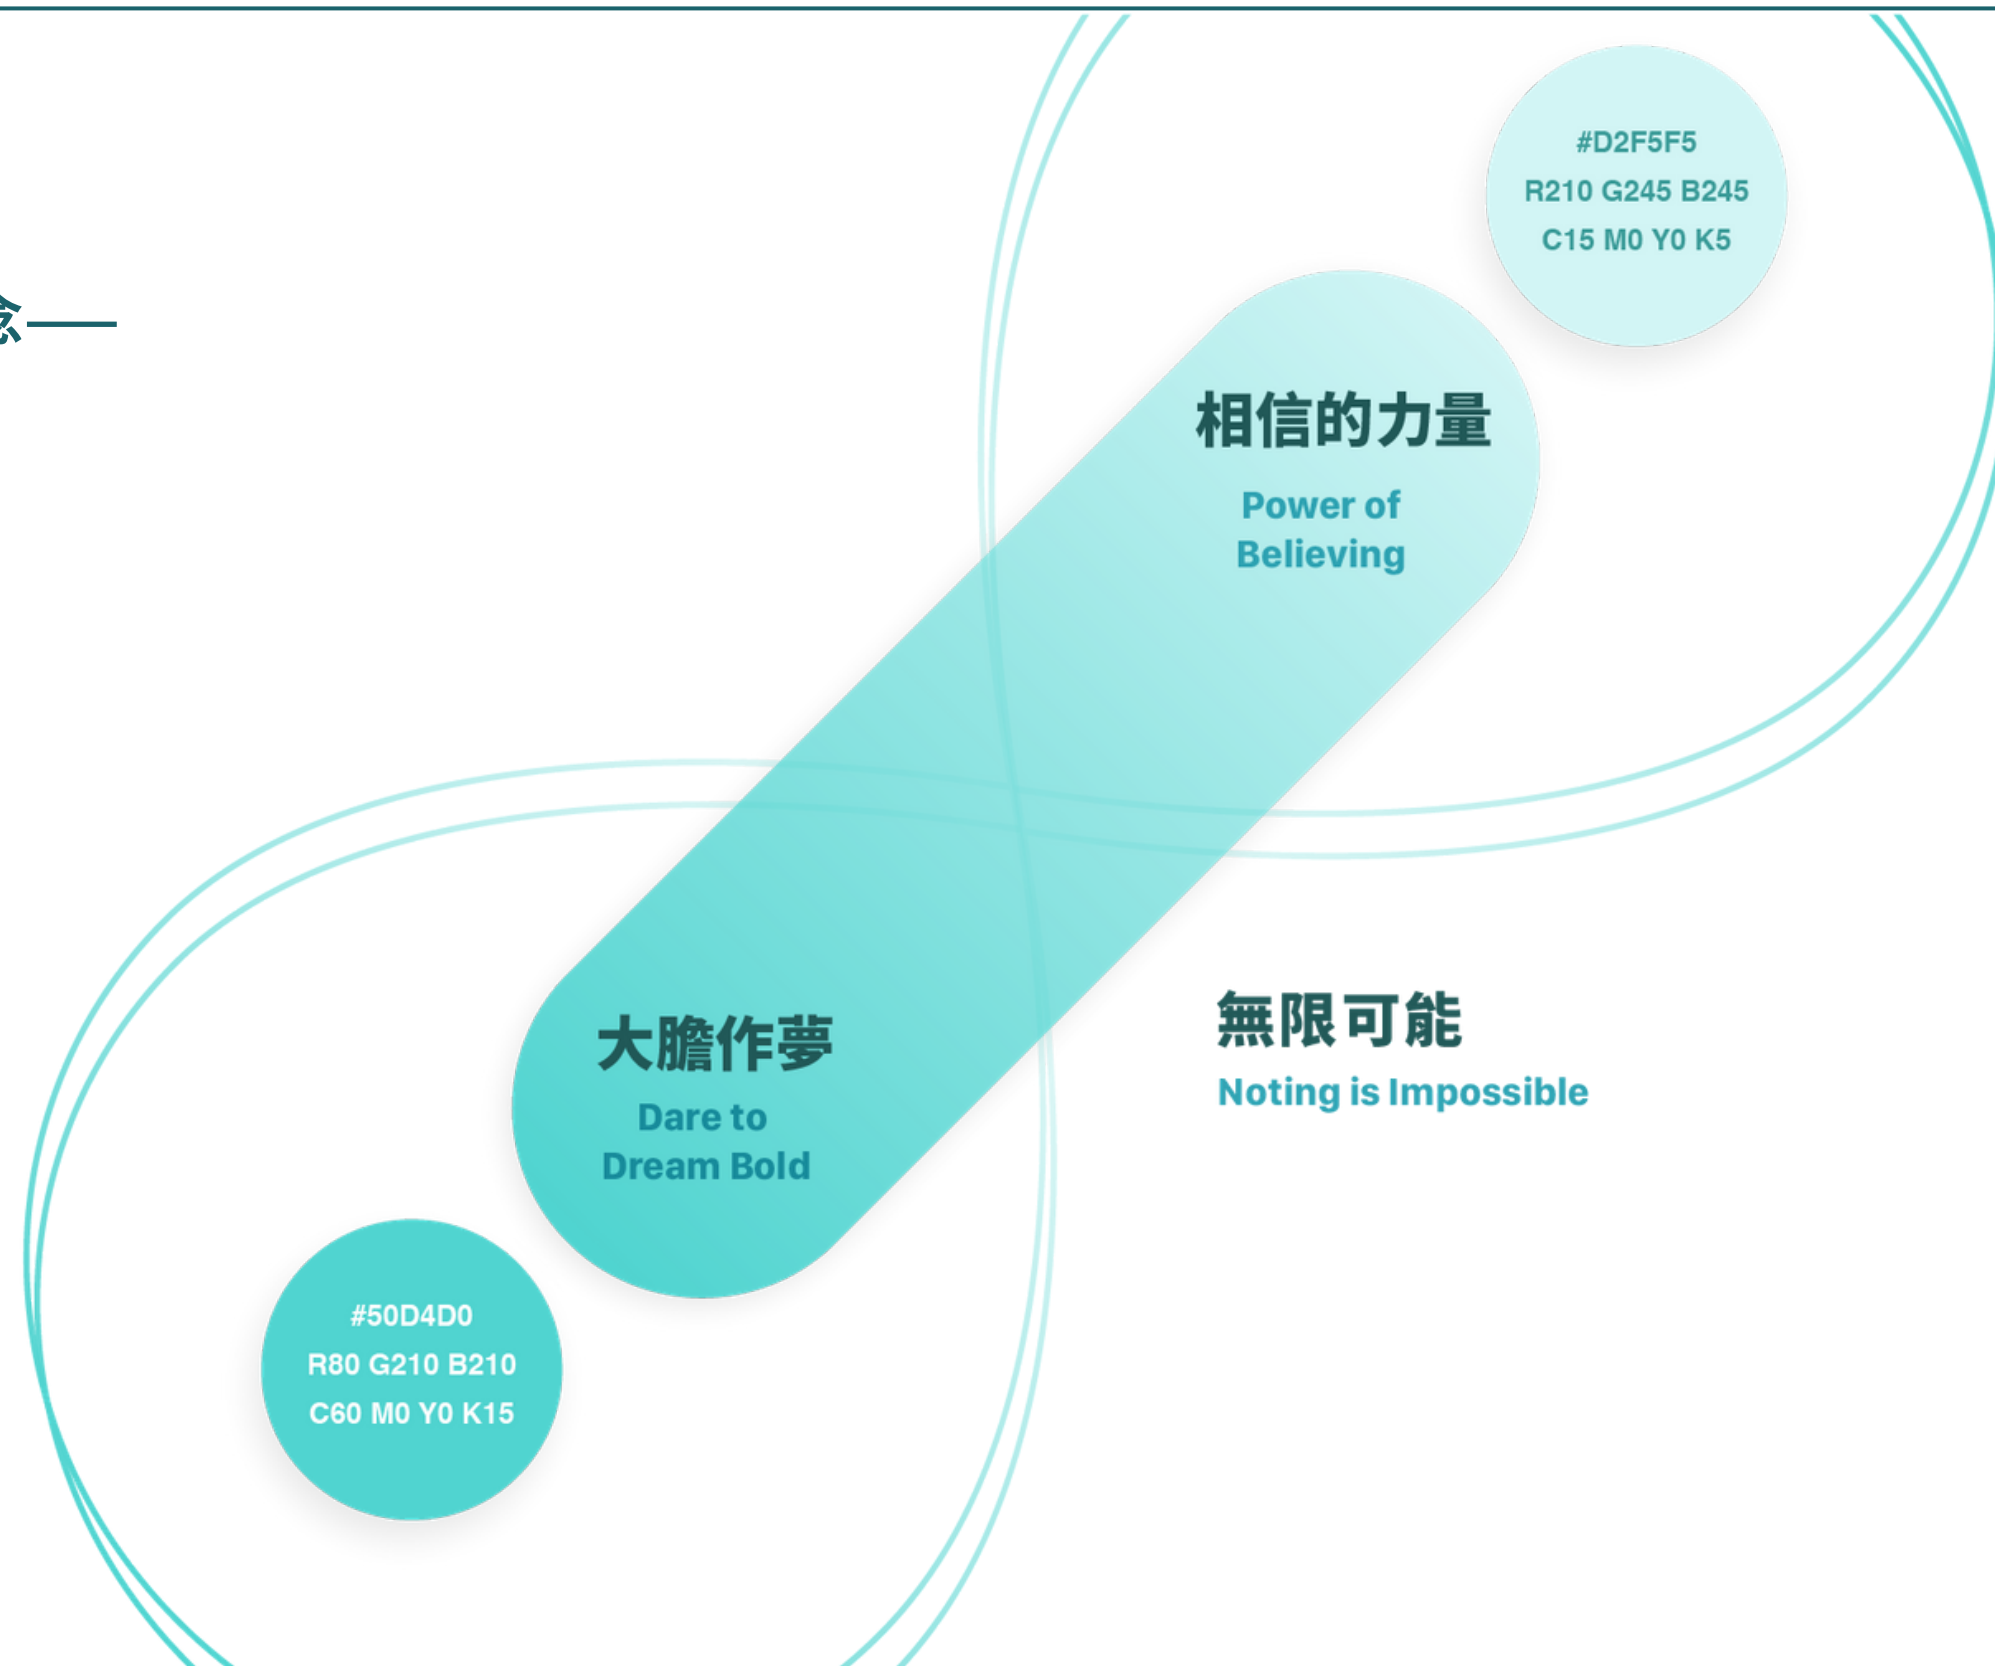 #D2F5F5
R210 G245 B245
C15 M0 Y0 K5
念——
相信的力量
Power of
Believing
無限可能
Noting is Impossible
大膽作夢
Dare to
Dream Bold
#50D4D0
R80 G210 B210
C60 M0 Y0 K15